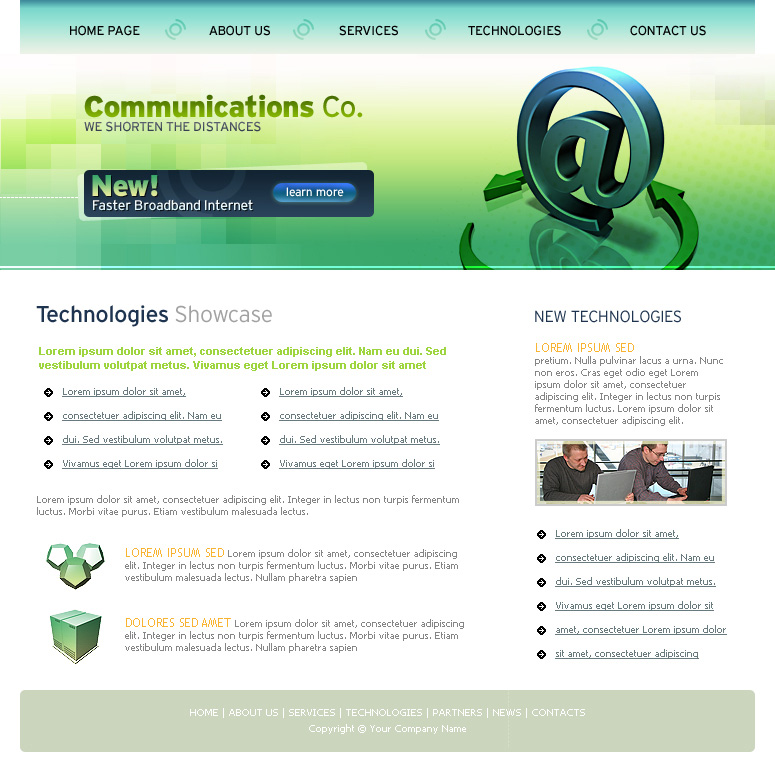 HOME PAGE ABOUT US SERVICES TECHNOLOGIES CONTACT US
Communications Co.
WE SHORTEN THE DISTANCES
New!
Faster Broadband Internet
learn more
@
Technologies Showcase
Lorem ipsum dolor sit amet, consectetuer adipiscing elit. Nam eu dui. Sed
vestibulum volutpat metus. Vivamus eget Lorem ipsum dolor sit amet
Lorem ipsum dolor sit amet,
consectetuer adipiscing elit. Nam eu
dui. Sed vestibulum volutpat metus.
Vivamus eget Lorem ipsum dolor si
Lorem ipsum dolor sit amet,
consectetuer adipiscing elit. Nam eu
dui. Sed vestibulum volutpat metus.
Vivamus eget Lorem ipsum dolor si
Lorem ipsum dolor sit amet, consectetuer adipiscing elit. Integer in lectus non turpis fermentum
luctus. Morbi vitae purus. Etiam vestibulum malesuada lectus.
LOREM IPSUM SED Lorem ipsum dolor sit amet, consectetuer adipiscing
elit. Integer in lectus non turpis fermentum luctus. Morbi vitae purus. Etiam
vestibulum malesuada lectus. Nullam pharetra sapien
DOLORES SED AMET Lorem ipsum dolor sit amet, consectetuer adipiscing
elit. Integer in lectus non turpis fermentum luctus. Morbi vitae purus. Etiam
vestibulum malesuada lectus. Nullam pharetra sapien
NEW TECHNOLOGIES
LOREM IPSUM SED
pretium. Nulla pulvinar lacus a urna. Nunc
non eros. Cras eget odio eget Lorem
ipsum dolor sit amet, consectetuer
adipiscing elit. Integer in lectus non turpis
fermentum luctus. Lorem ipsum dolor sit
amet, consectetuer adipiscing elit.
Lorem ipsum dolor sit amet,
consectetuer adipiscing elit. Nam eu
dui. Sed vestibulum volutpat metus.
Vivamus eget Lorem ipsum dolor sit
amet, consectetuer Lorem ipsum dolor
sit amet, consectetuer adipiscing
HOME | ABOUT US | SERVICES | TECHNOLOGIES | PARTNERS | NEWS | CONTACTS
Copyright © Your Company Name